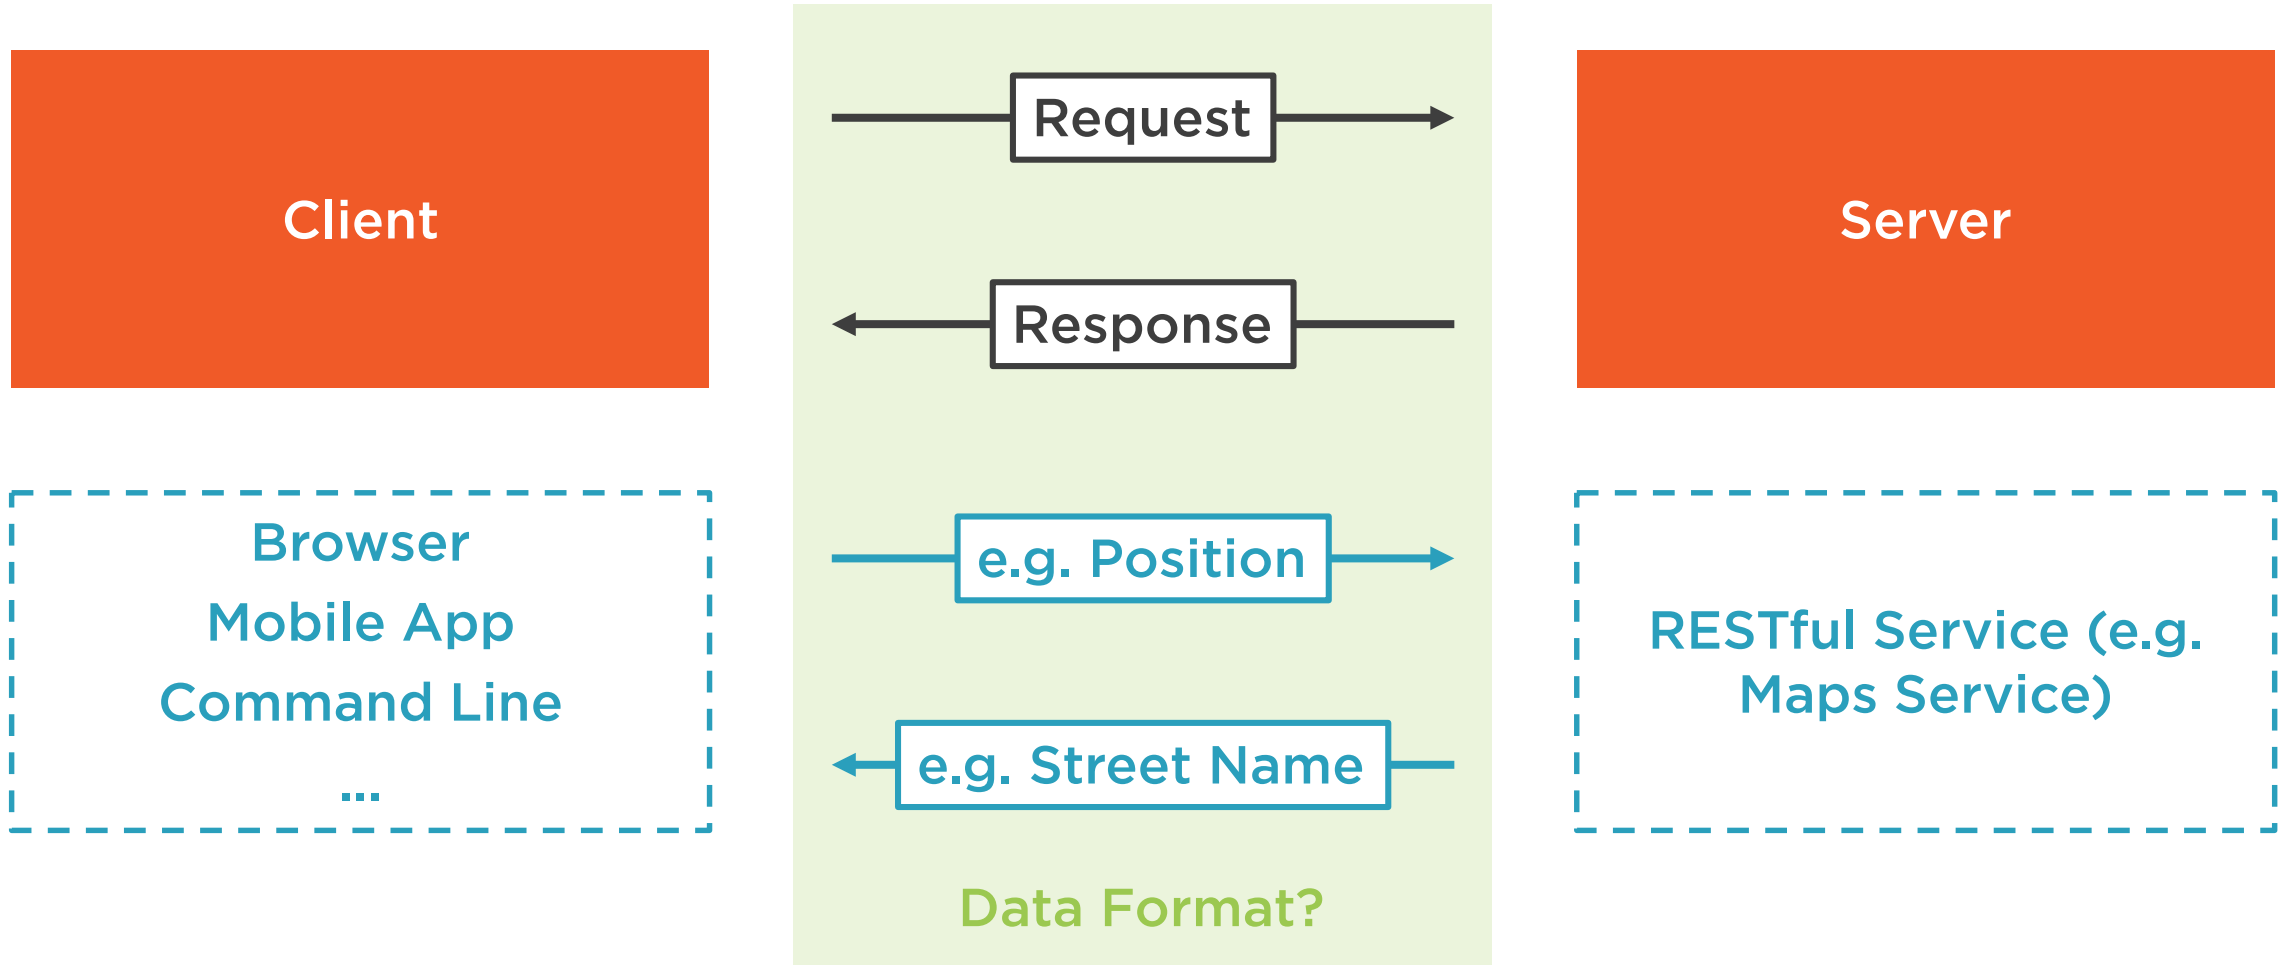 Client
Request
Response
Server
Browser
Mobile App
Command Line
...
e.g. Position
e.g. Street Name
RESTful Service (e.g.
Maps Service)
Data Format?